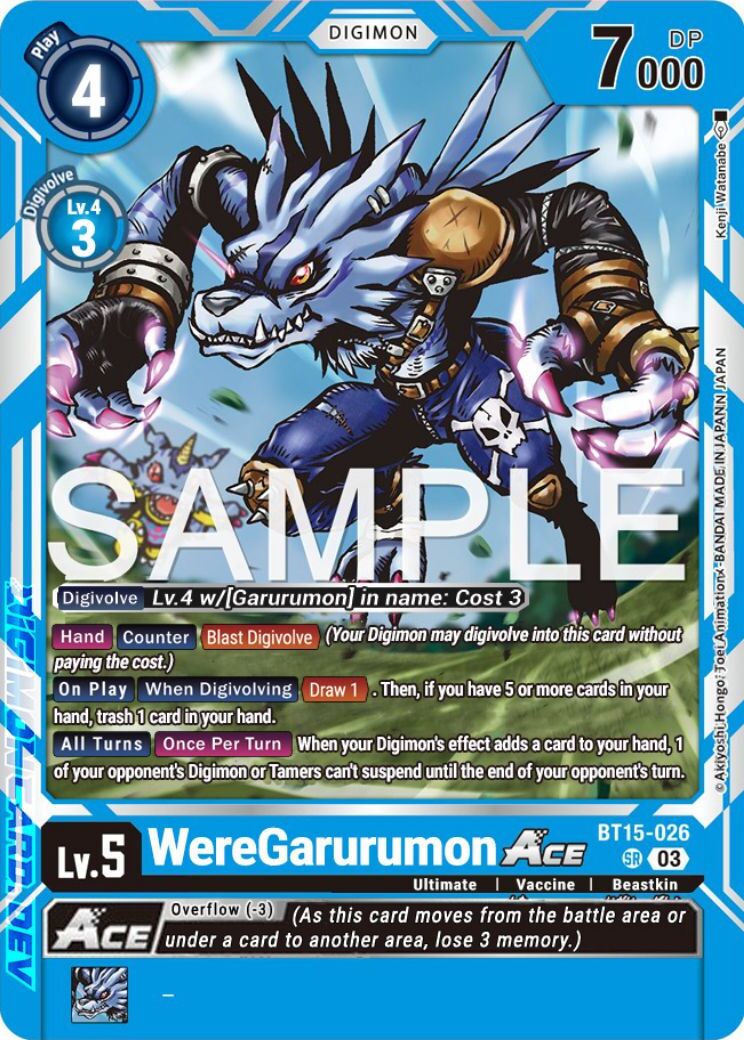 DIGIMON
Play
4
7000
DP
Digivolve
Lv.4
3
Kenji Watanabe
SAMPLE
Digivolve Lv.4 w/[Garurumon] in name: Cost 3
Hand Counter Blast Digivolve (Your Digimon may digivolve into this card without
paying the cost.)
On Play When Digivolving Draw 1 . Then, if you have 5 or more cards in your
hand, trash 1 card in your hand.
All Turns Once Per Turn When your Digimon's effect adds a card to your hand, 1
of your opponent's Digimon or Tamers can't suspend until the end of your opponent's turn.
©Akiyoshi Hongo, Toei Animation
BANDAI MADE IN JAPAN
Lv.5
WereGarurumon ACE
BT15-026
SR 03
Ultimate | Vaccine | Beastkin
ACE
Overflow (-3) (As this card moves from the battle area or
under a card to another area, lose 3 memory.)
–